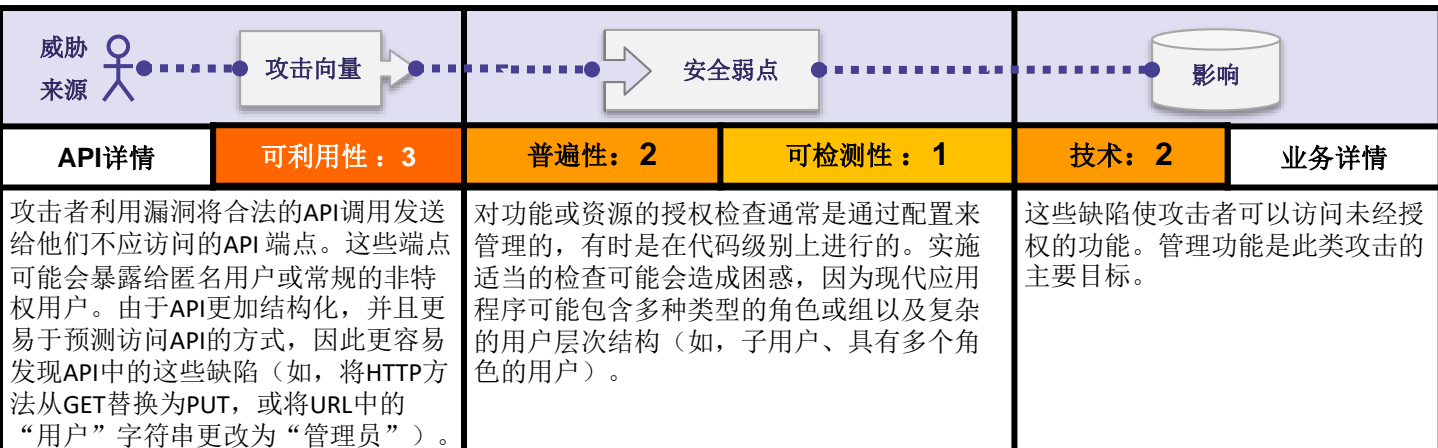 威胁
来源
攻击向量
安全弱点
影响
API详情
可利用性 ：3
普遍性：2
可检测性 ：1
技术：2
业务详情
攻击者利用漏洞将合法的API调用发送
给他们不应访问的API 端点。这些端点
可能会暴露给匿名用户或常规的非特
权用户。由于API更加结构化，并且更
易于预测访问API的方式，因此更容易
发现API中的这些缺陷（如，将HTTP方
法从GET替换为PUT，或将URL中的
“用户”字符串更改为“管理员”）。
对功能或资源的授权检查通常是通过配置来
管理的，有时是在代码级别上进行的。实施
适当的检查可能会造成困惑，因为现代应用
程序可能包含多种类型的角色或组以及复杂
的用户层次结构（如，子用户、具有多个角
色的用户）。
这些缺陷使攻击者可以访问未经授
权的功能。管理功能是此类攻击的
主要目标。